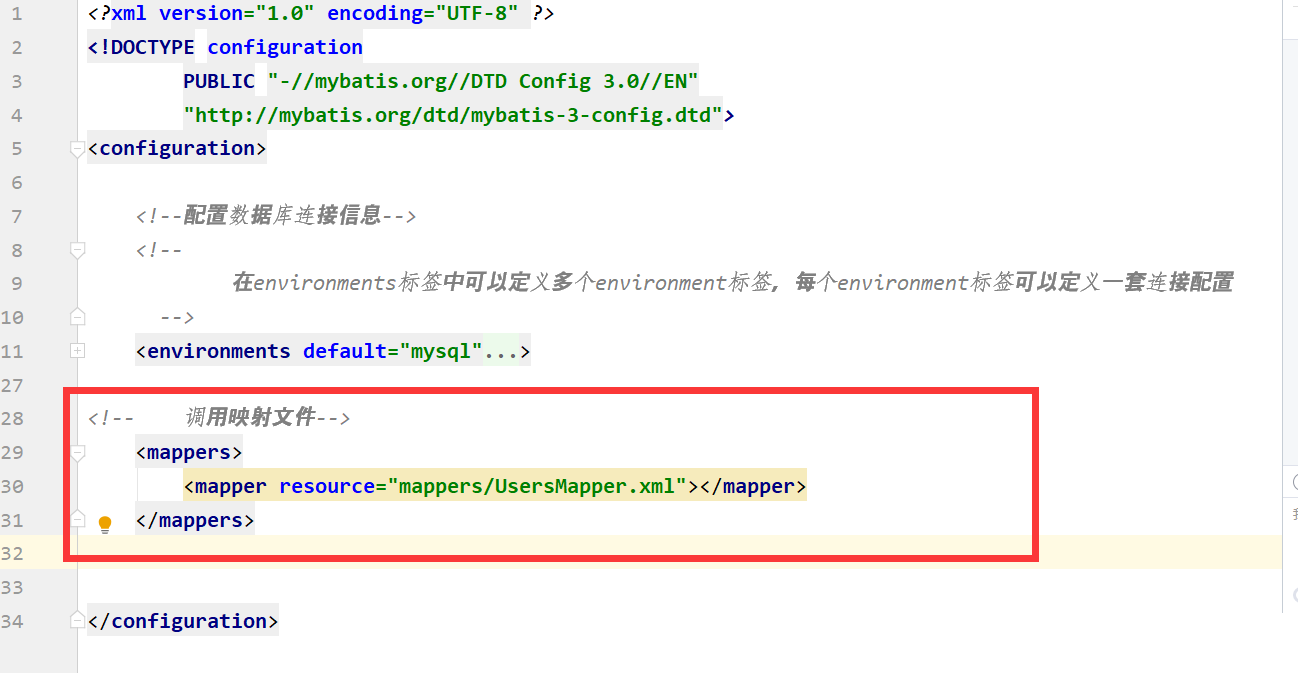 1 <?xml version="1.0" encoding="UTF-8" ?>
2 <!DOCTYPE configuration
3 PUBLIC "-//mybatis.org//DTD Config 3.0//EN"
4 "http://mybatis.org/dtd/mybatis-3-config.dtd">
5 <configuration>
6
7 <!--配置数据库连接信息-->
8 <!--
9 在environments标签中可以定义多个environment标签，每个environment标签可以定义一套连接配置
10 -->
11 <environments default="mysql"...>
27
28 <!-- 调用映射文件-->
29 <mappers>
30 <mapper resource="mappers/UsersMapper.xml"></mapper>
31 </mappers>
32
33
34 </configuration>